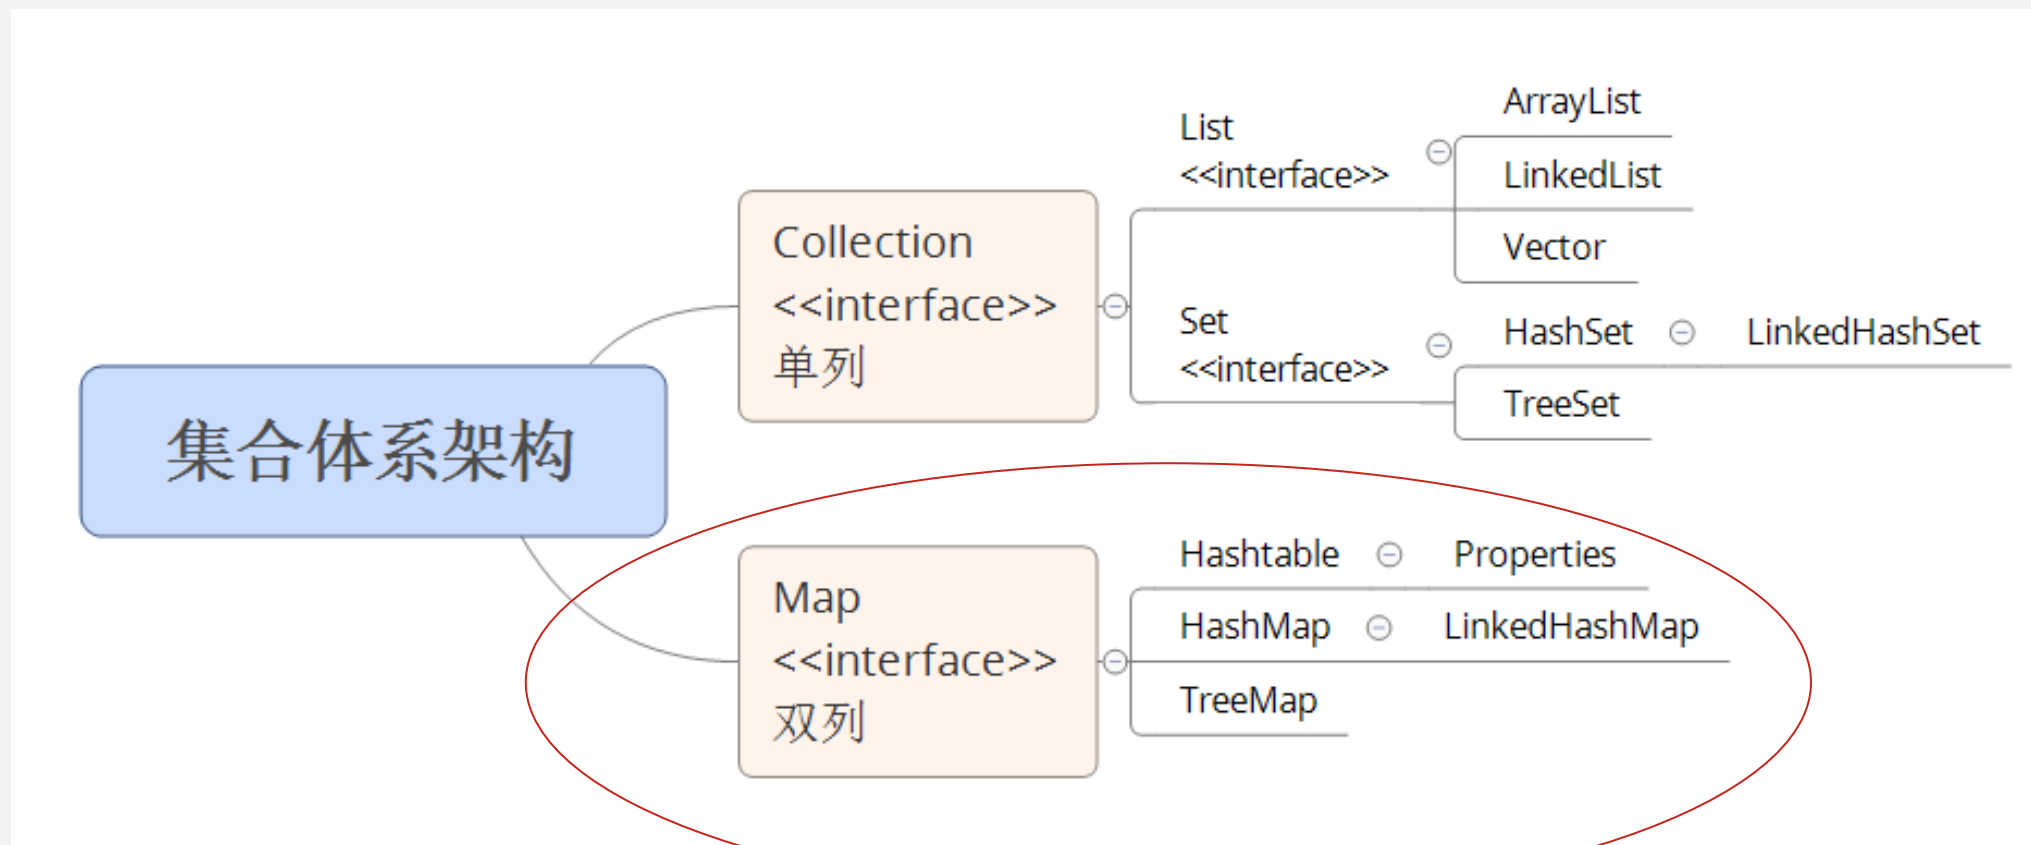 集合体系架构
Collection
<<interface>>
单列
List
<<interface>>
ArrayList
LinkedList
Vector
Set
<<interface>>
HashSet
LinkedHashSet
TreeSet
Map
<<interface>>
双列
Hashtable
Properties
HashMap
LinkedHashMap
TreeMap